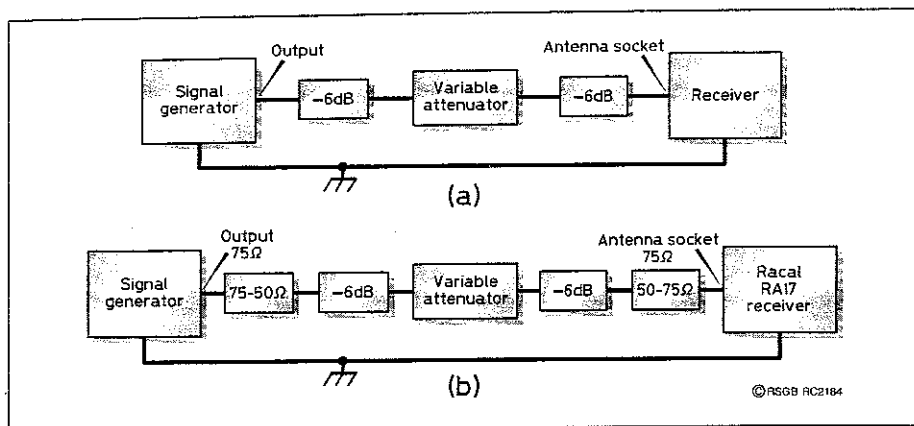 Output
Antenna socket
Signal
generator
-6dB
Variable
attenuator
-6dB
Receiver
(a)
Output
75Ω
Antenna socket
75Ω
Signal
generator
75-50Ω
-6dB
Variable
attenuator
-6dB
50-75Ω
Racal
RA17
receiver
(b)
©RSGB RC2184